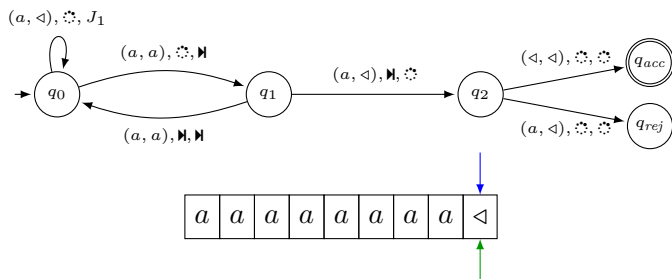 (a, ◃), ◌, J₁
(a, a), ◌, ⏯
(a, ◃), ⏯, ◌
(◃, ◃), ◌, ◌
q_acc
q₀
q₁
q₂
(a, a), ⏯, ⏯
(a, ◃), ◌, ◌
q_rej
a a a a a a a a ◃